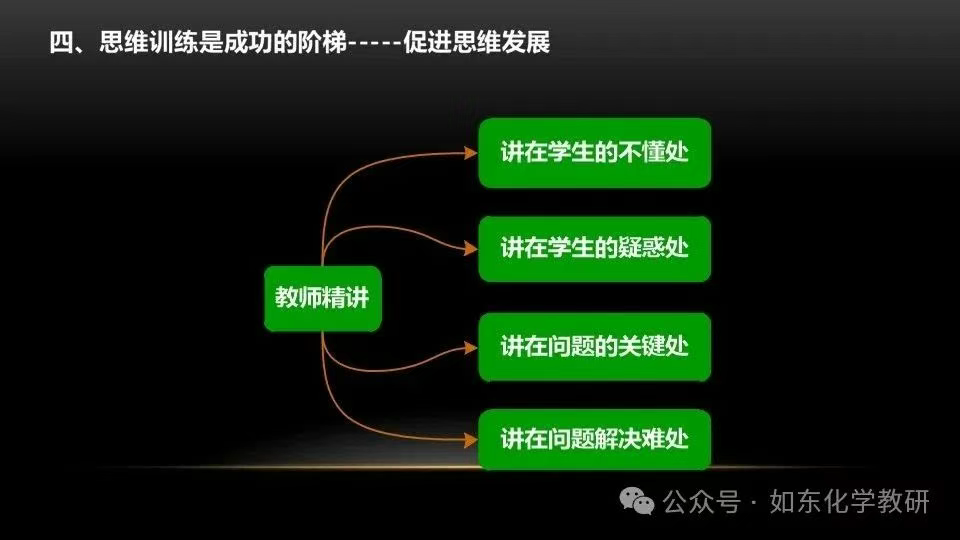 四、思维训练是成功的阶梯-----促进思维发展
讲在学生的不懂处
讲在学生的疑惑处
教师精讲
讲在问题的关键处
讲在问题解决难处
公众号 · 如东化学教研